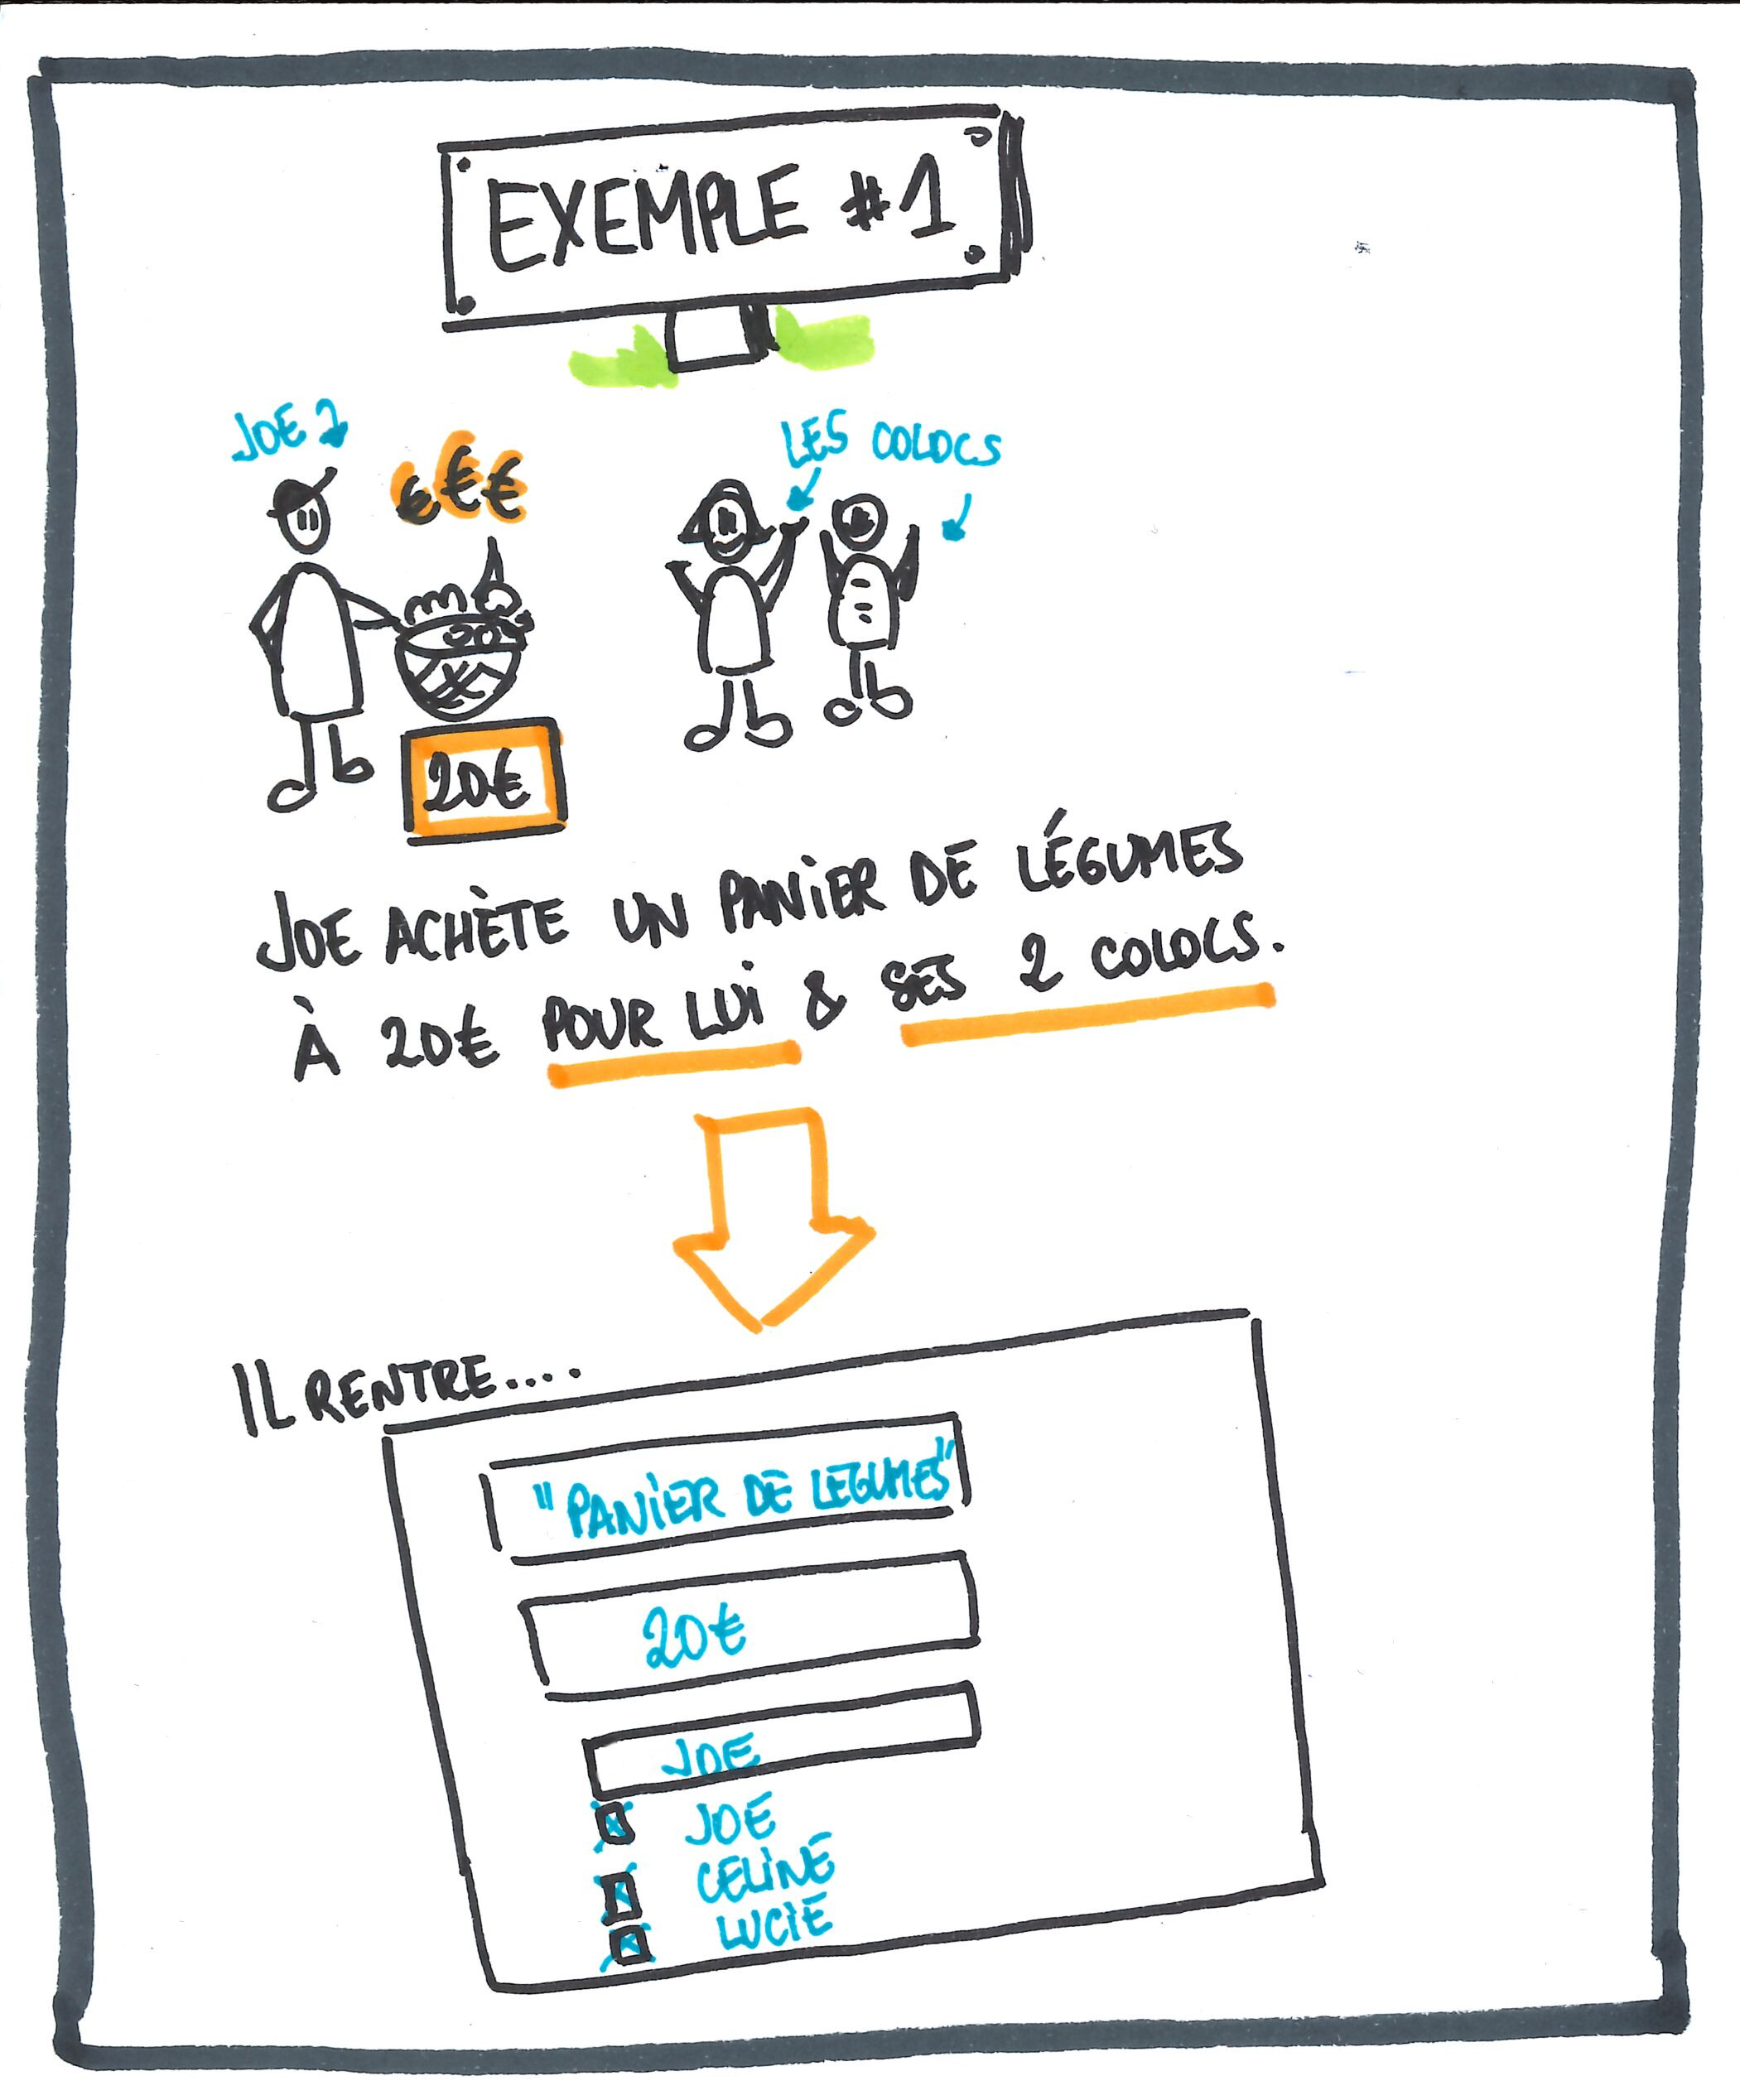 EXEMPLE #1
JOE
€€€
LES COLOCS
20€
JOE ACHÈTE UN PANIER DE LÉGUMES
À 20€ POUR LUI & SES 2 COLOCS.
IL RENTRE....
"PANIER DE LEGUMES"
20€
JOE
JOE
CELINE
LUCIE